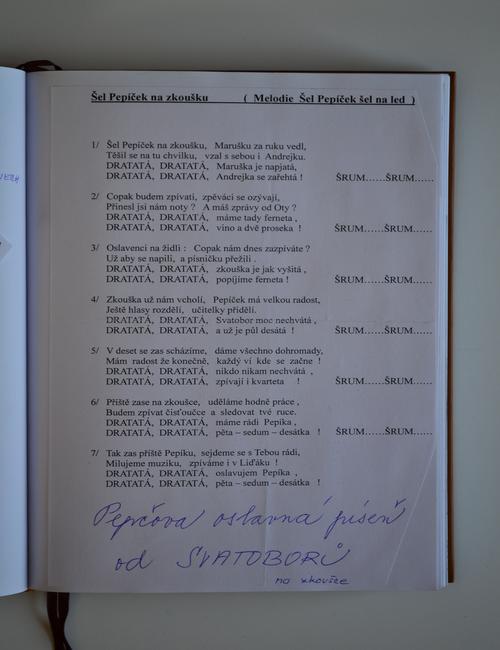 Šel Pepíček na zkoušku ( Melodie Šel Pepíček šel na led )
1/ Šel Pepíček na zkoušku, Marušku za ruku vedl,
Těšil se na tu chvilku, vzal s sebou i Andrejku.
DRATATÁ, DRATATÁ, Maruška je napjatá,
DRATATÁ, DRATATÁ, Andrejka se zařehtá ! ŠRUM……ŠRUM……
2/ Copak budem zpívati, zpěváci se ozývají,
Přinesl jsi nám noty ? A máš zprávy od Oty ?
DRATATÁ, DRATATÁ, máme tady ferneta ,
DRATATÁ, DRATATÁ, vino a dvě proseka ! ŠRUM……ŠRUM……
3/ Oslavenci na židli : Copak nám dnes zazpíváte ?
Už aby se napili, a písničku přežili .
DRATATÁ, DRATATÁ, zkouška je jak vyšitá ,
DRATATÁ, DRATATÁ, popijíme ferneta ! ŠRUM……ŠRUM……
4/ Zkouška už nám vcholí, Pepíček má velkou radost,
Ještě hlasy rozdělí, učitelky přidělí.
DRATATÁ, DRATATÁ, Svatobor moc nechvátá ,
DRATATÁ, DRATATÁ, a už je půl desátá ! ŠRUM……ŠRUM……
5/ V deset se zas scházíme, dáme všechno dohromady,
Mám radost že konečně, každý ví kde se začne !
DRATATÁ, DRATATÁ, nikdo nikam nechvátá ,
DRATATÁ, DRATATÁ, zpívají i kvarteta ! ŠRUM……ŠRUM……
6/ Příště zase na zkoušce, uděláme hodně práce ,
Budem zpívat čisťoučce a sledovat tvé ruce.
DRATATÁ, DRATATÁ, máme rádi Pepíka ,
DRATATÁ, DRATATÁ, pěta – sedum – desátka ! ŠRUM……ŠRUM……
7/ Tak zas příště Pepíku, sejdeme se s Tebou rádi,
Milujeme muziku, zpíváme i v Liďáku !
DRATATÁ, DRATATÁ, oslavujem Pepíka ,
DRATATÁ, DRATATÁ, pěta – sedum – desátka !
Pepčova oslavná píseň
od SVATOBORŮ
na zkoušce